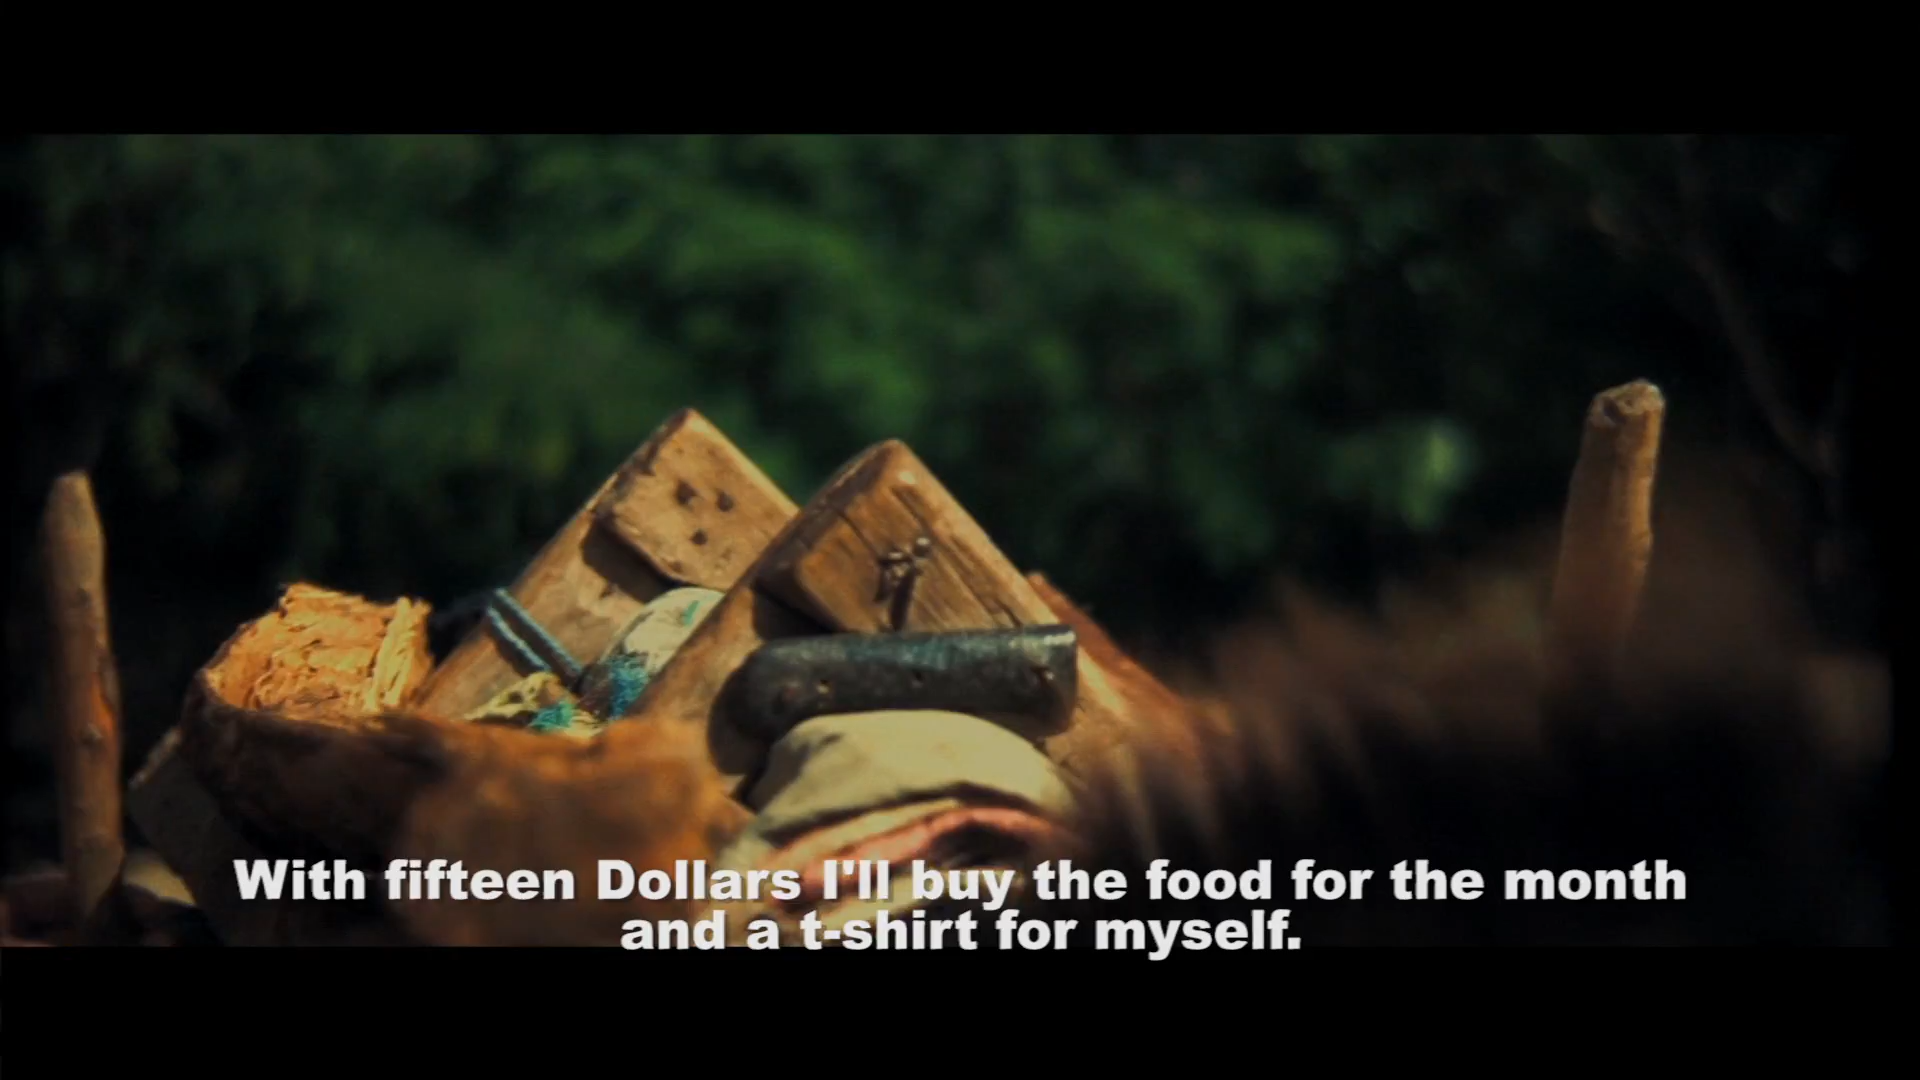 With fifteen Dollars I'll buy the food for the month
and a t-shirt for myself.